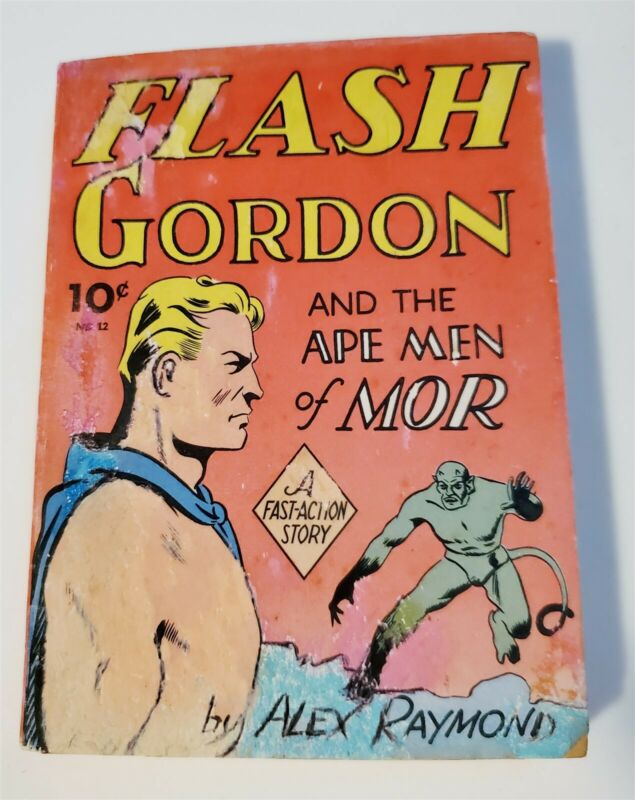 FLASH
GORDON
10¢
NO. 12
AND THE
APE MEN
of MOR
A
FAST-ACTION
STORY
by ALEX RAYMOND